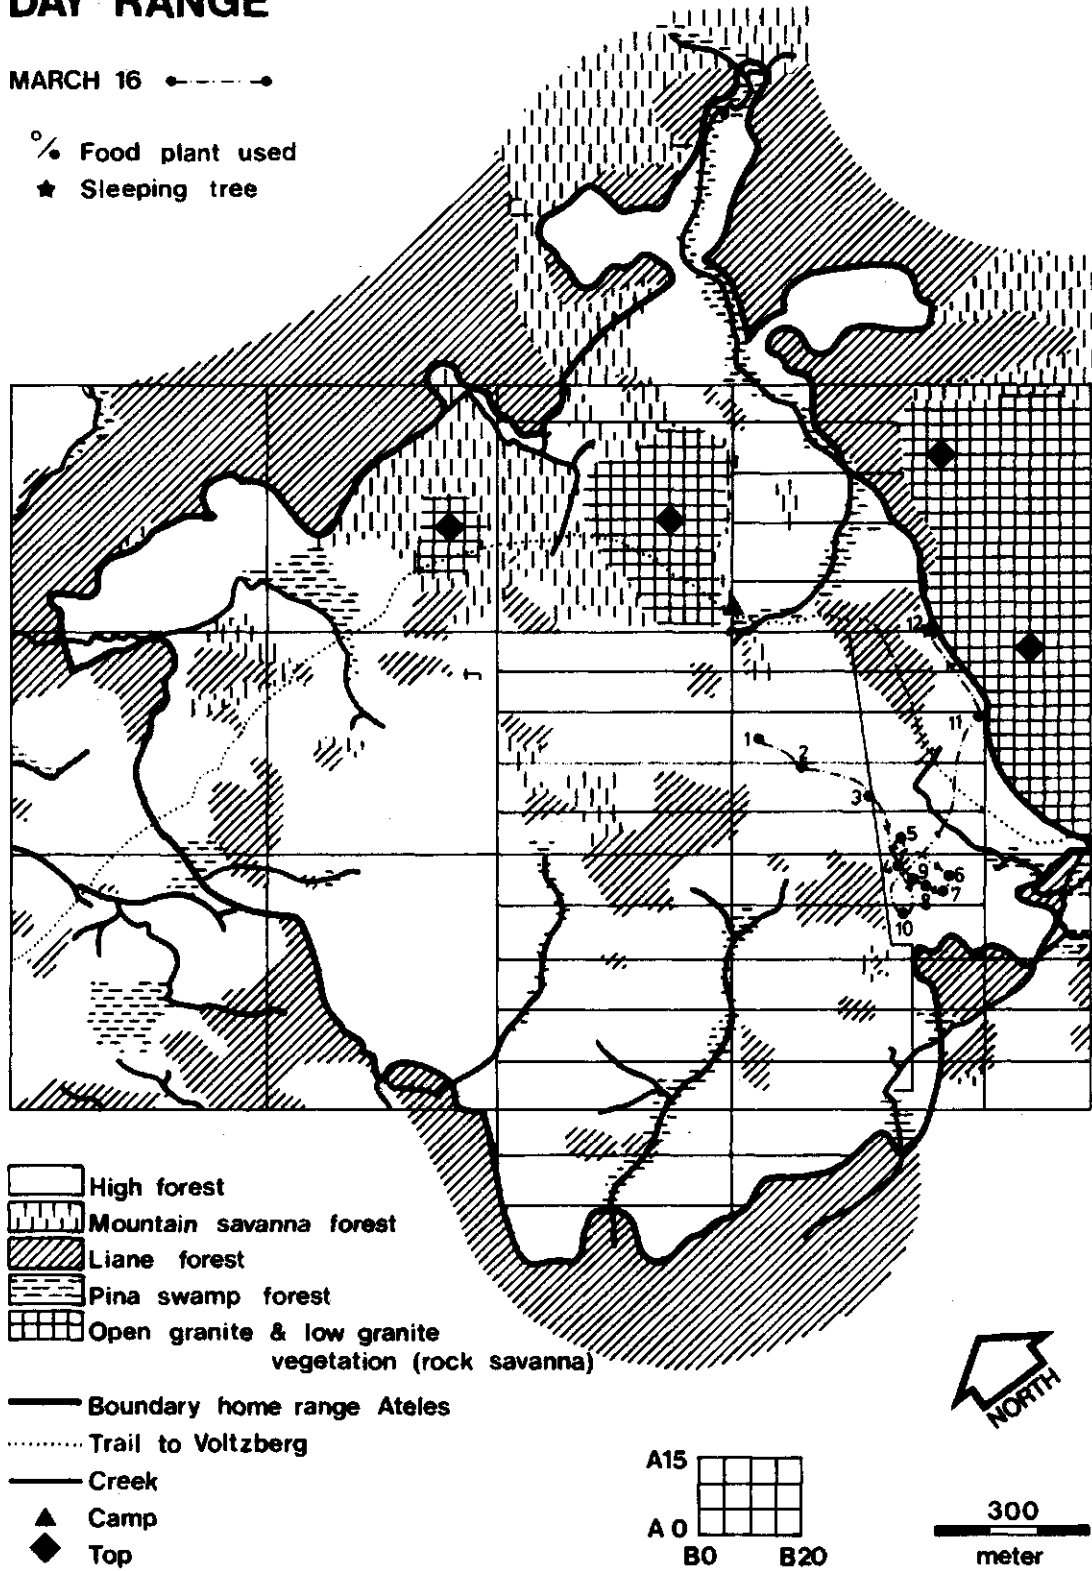 DAY RANGE
MARCH 16
% Food plant used
Sleeping tree
12
11
1
2
3
5
9
6
7
8
10
High forest
Mountain savanna forest
Liane forest
Pina swamp forest
Open granite & low granite
vegetation (rock savanna)
Boundary home range Ateles
Trail to Voltzberg
Creek
Camp
Top
NORTH
A15
A 0
B0 B20
300
meter